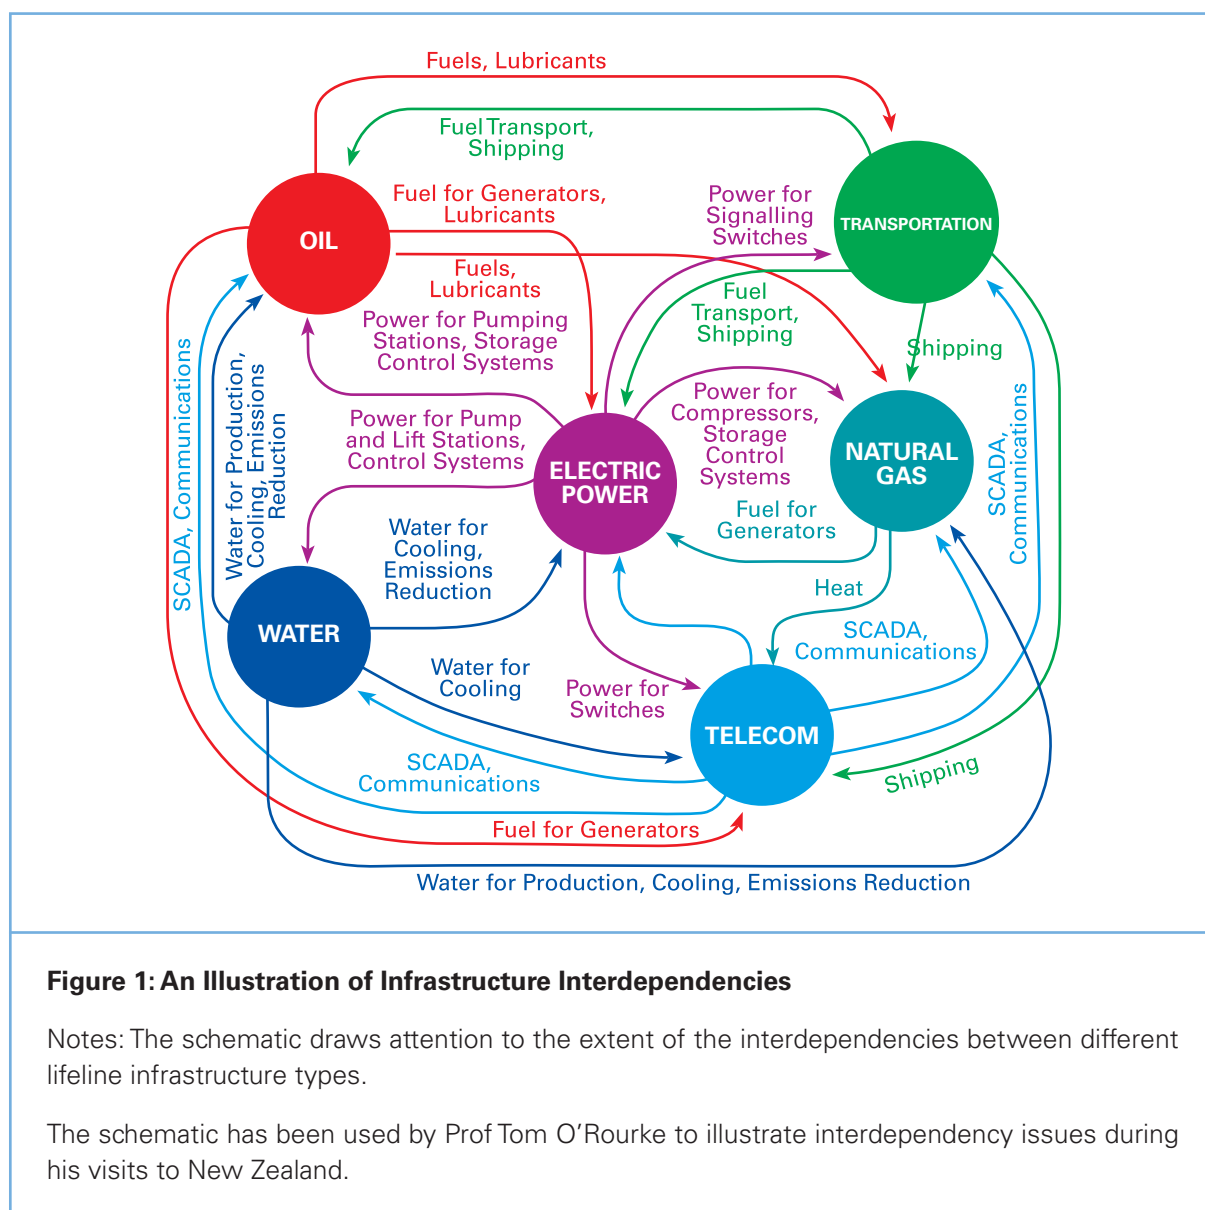 Fuels, Lubricants
Fuel Transport,
Shipping
Fuel for Generators,
Lubricants
Power for
Signalling
Switches
TRANSPORTATION
OIL
Fuels,
Lubricants
Fuel
Transport,
Shipping
Power for Pumping
Stations, Storage
Control Systems
Shipping
SCADA, Communications
Water for Production,
Cooling, Emissions
Reduction
Power for Pump
and Lift Stations,
Control Systems
Power for
Compressors,
Storage
Control
Systems
ELECTRIC
POWER
NATURAL
GAS
SCADA,
Communications
Fuel for
Generators
Water for
Cooling,
Emissions
Reduction
Heat
WATER
SCADA,
Communications
Water for
Cooling
Power for
Switches
TELECOM
SCADA,
Communications
Shipping
Fuel for Generators
Water for Production, Cooling, Emissions Reduction
Figure 1: An Illustration of Infrastructure Interdependencies
Notes: The schematic draws attention to the extent of the interdependencies between different
lifeline infrastructure types.
The schematic has been used by Prof Tom O'Rourke to illustrate interdependency issues during
his visits to New Zealand.